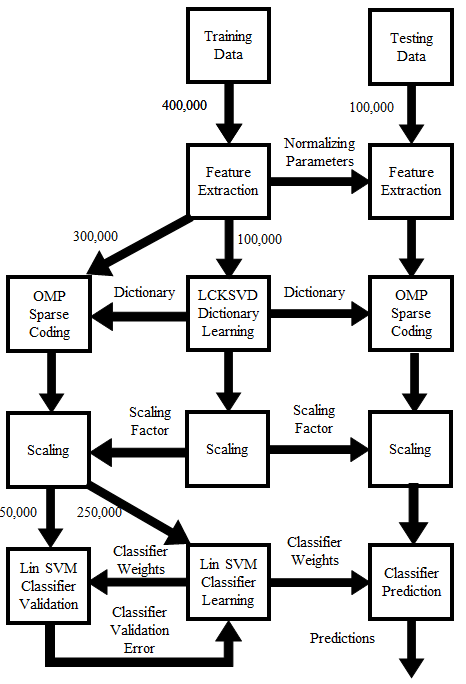 Training
Data
Testing
Data
400,000
100,000
Normalizing
Parameters
Feature
Extraction
Feature
Extraction
300,000
100,000
OMP
Sparse
Coding
Dictionary
LCKSVD
Dictionary
Learning
Dictionary
OMP
Sparse
Coding
Scaling
Factor
Scaling
Factor
Scaling
Scaling
Scaling
50,000
250,000
Lin SVM
Classifier
Validation
Classifier
Weights
Lin SVM
Classifier
Learning
Classifier
Weights
Classifier
Prediction
Classifier
Validation
Error
Predictions